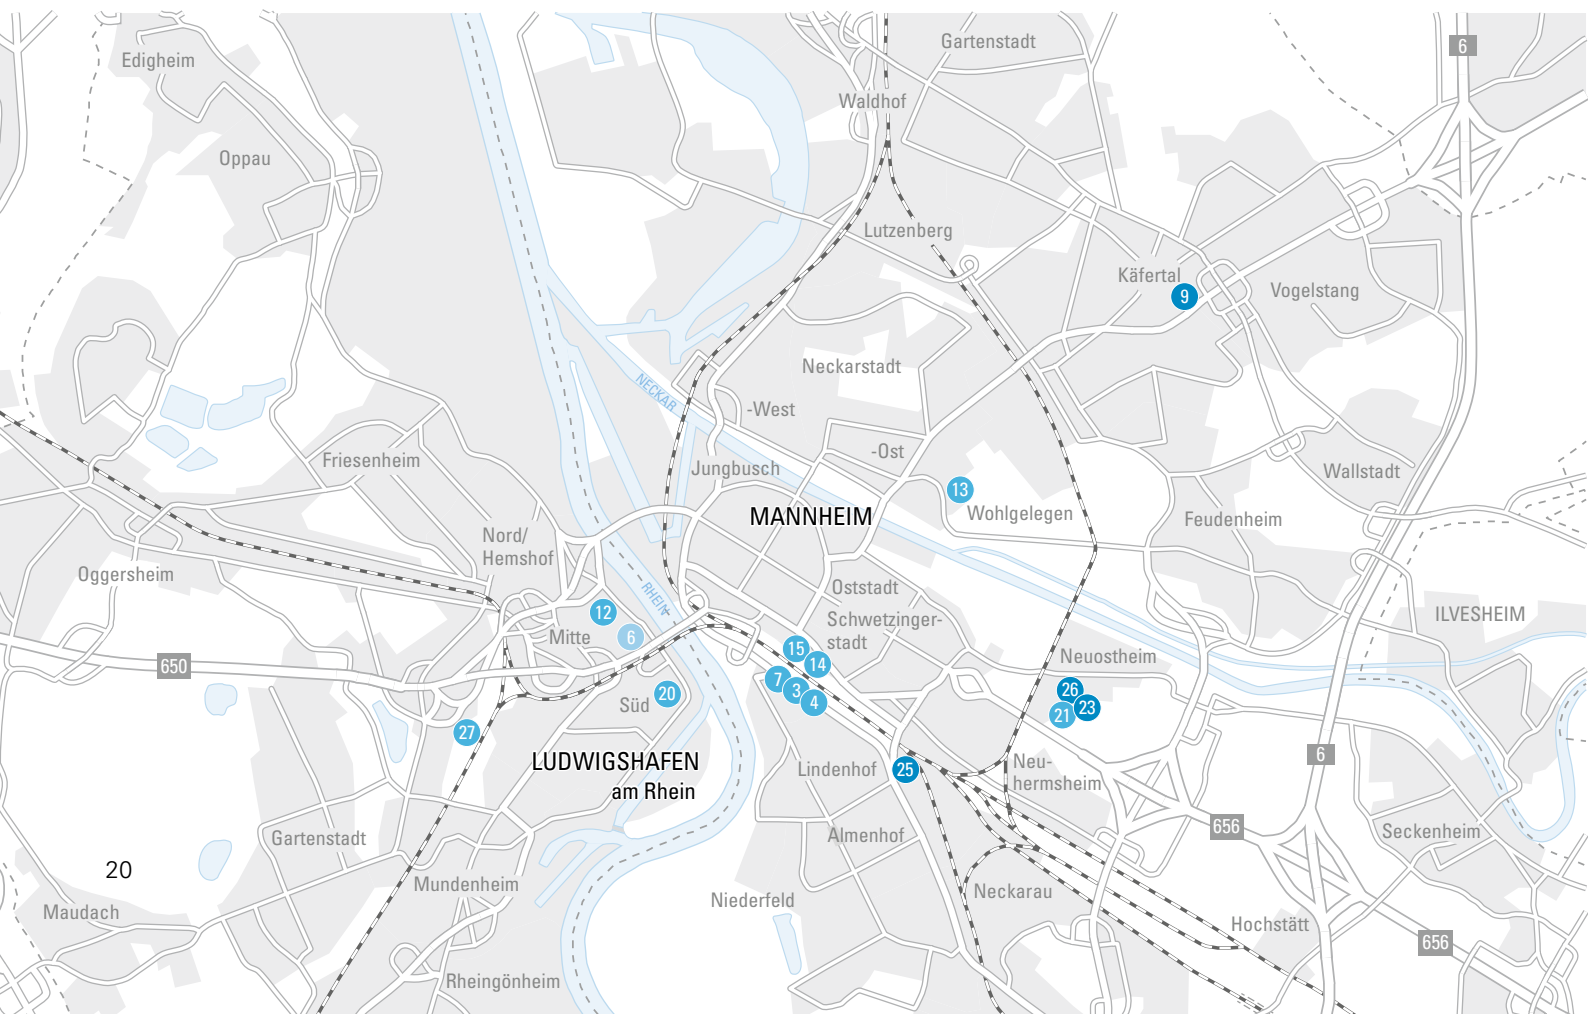 Edigheim
Gartenstadt
6
Waldhof
Oppau
Lutzenberg
Käfertal
9
Vogelstang
Neckarstadt
NECKAR
-West
-Ost
Friesenheim
Jungbusch
Wallstadt
13
Wohlgelegen
MANNHEIM
Feudenheim
Nord/
Hemshof
Oggersheim
RHEIN
Oststadt
12
6
Mitte
Schwetzinger-
stadt
ILVESHEIM
15
14
Neuostheim
650
7
3
4
20
Süd
26
23
21
27
LUDWIGSHAFEN
am Rhein
Lindenhof
25
Neu-
hermsheim
6
656
Gartenstadt
Almenhof
Seckenheim
20
Mundenheim
Neckarau
Niederfeld
Maudach
Hochstätt
656
Rheingönheim